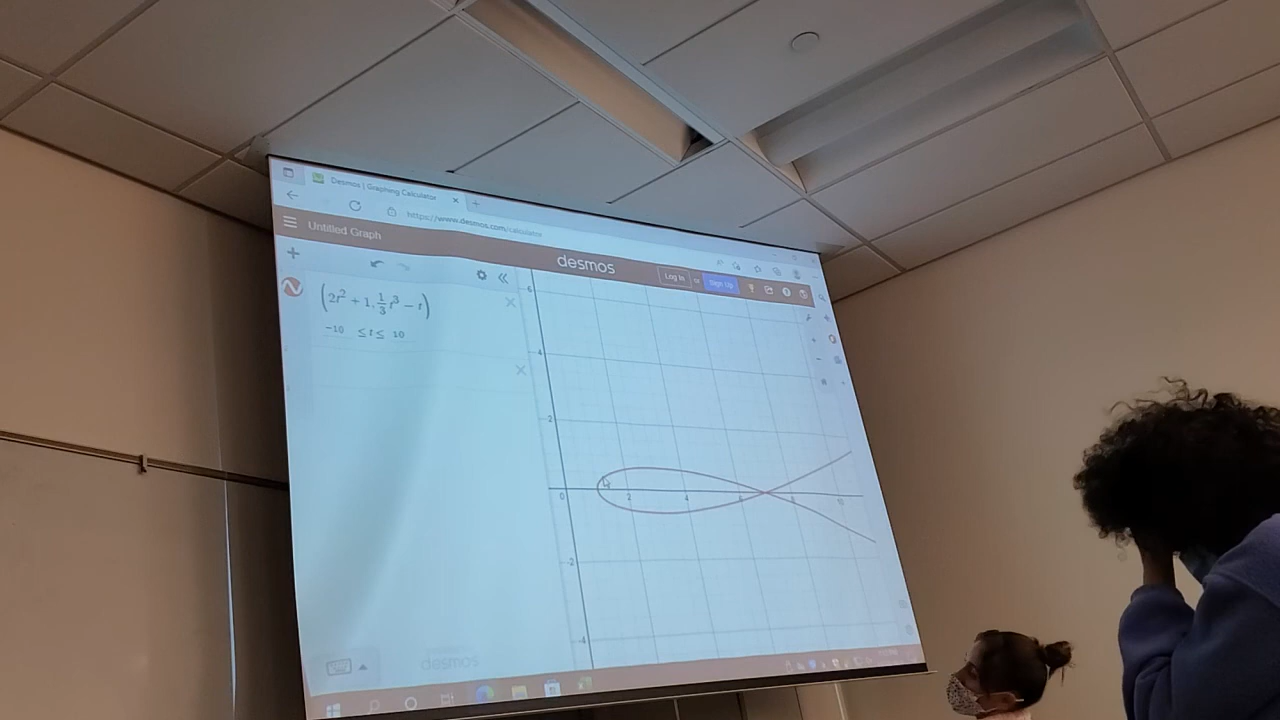 Desmos | Graphing Calculator
https://www.desmos.com/calculator
Untitled Graph
desmos
Log In or Sign Up
(2t² + 1, 1/3 t³ − t)
-10 ≤ t ≤ 10
6
4
2
0 2 4 6 8 10
-2
-4
desmos